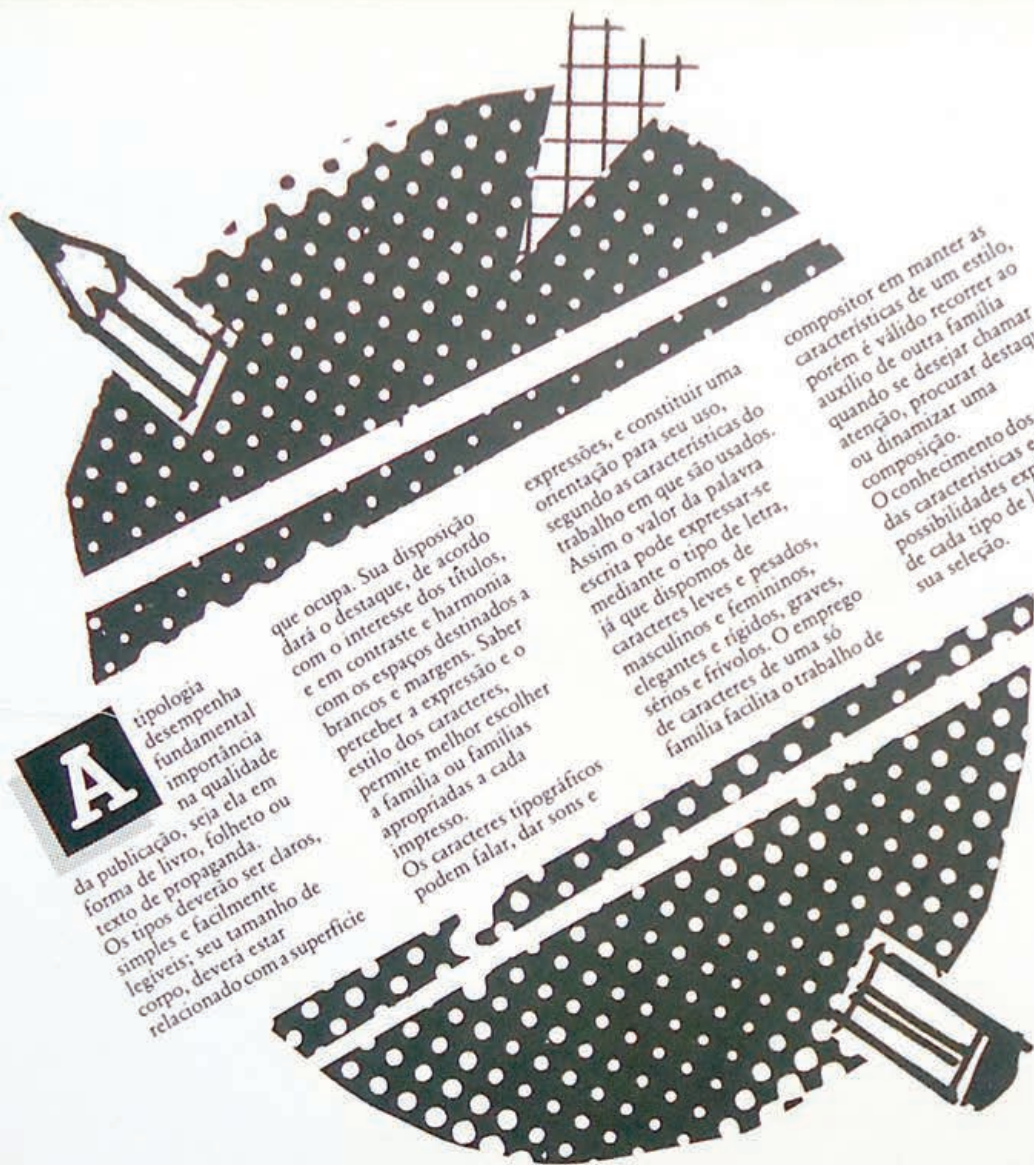 A
tipologia
desempenha
fundamental
importância
na qualidade
da publicação, seja ela em
forma de livro, folheto ou
texto de propaganda.
Os tipos deverão ser claros,
simples e facilmente
legíveis; seu tamanho de
corpo, deverá estar
relacionado com a superfície
que ocupa. Sua disposição
dará o destaque, de acordo
com o interesse dos títulos,
e em contraste e harmonia
com os espaços destinados a
brancos e margens. Saber
perceber a expressão e o
estilo dos caracteres,
permite melhor escolher
a família ou famílias
apropriadas a cada
impresso.
Os caracteres tipográficos
podem falar, dar sons e
expressões, e constituir uma
orientação para seu uso,
segundo as características do
trabalho em que são usados.
Assim o valor da palavra
escrita pode expressar-se
mediante o tipo de letra,
já que dispomos de
caracteres leves e pesados,
masculinos e femininos,
elegantes e rígidos, graves,
sérios e frívolos. O emprego
de caracteres de uma só
família facilita o trabalho de
compositor em manter as
características de um estilo,
porém é válido recorrer ao
auxílio de outra família
quando se desejar chamar
atenção, procurar
ou dinamizar uma
composição.
O conhecimento
das características
possibilidades
de cada tipo de
sua seleção.